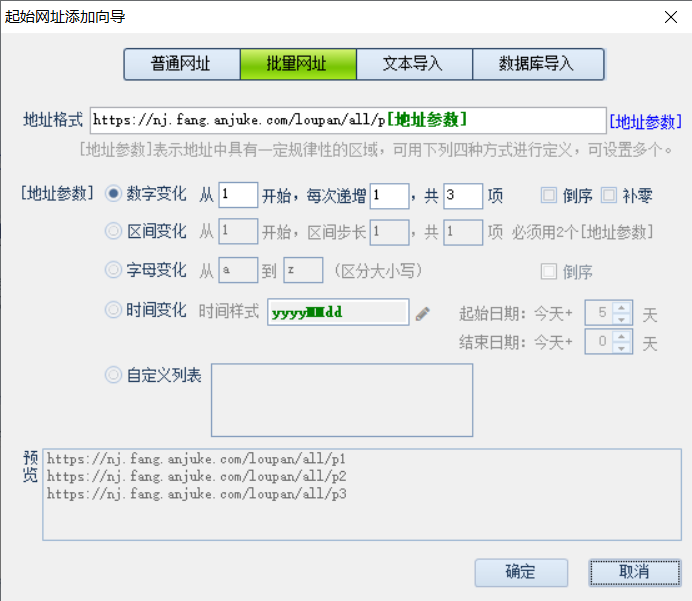 起始网址添加向导
普通网址 批量网址 文本导入 数据库导入
地址格式 https://nj.fang.anjuke.com/loupan/all/p[地址参数] [地址参数]
[地址参数]表示地址中具有一定规律性的区域，可用下列四种方式进行定义，可设置多个。
[地址参数] 数字变化 从 1 开始，每次递增 1 ，共 3 项 倒序 补零
区间变化 从 1 开始，区间步长 1 ，共 1 项 必须用2个[地址参数]
字母变化 从 a 到 z （区分大小写） 倒序
时间变化 时间样式 yyyyMMdd 起始日期：今天+ 5 天
结束日期：今天+ 0 天
自定义列表
预览
https://nj.fang.anjuke.com/loupan/all/p1
https://nj.fang.anjuke.com/loupan/all/p2
https://nj.fang.anjuke.com/loupan/all/p3
确定 取消